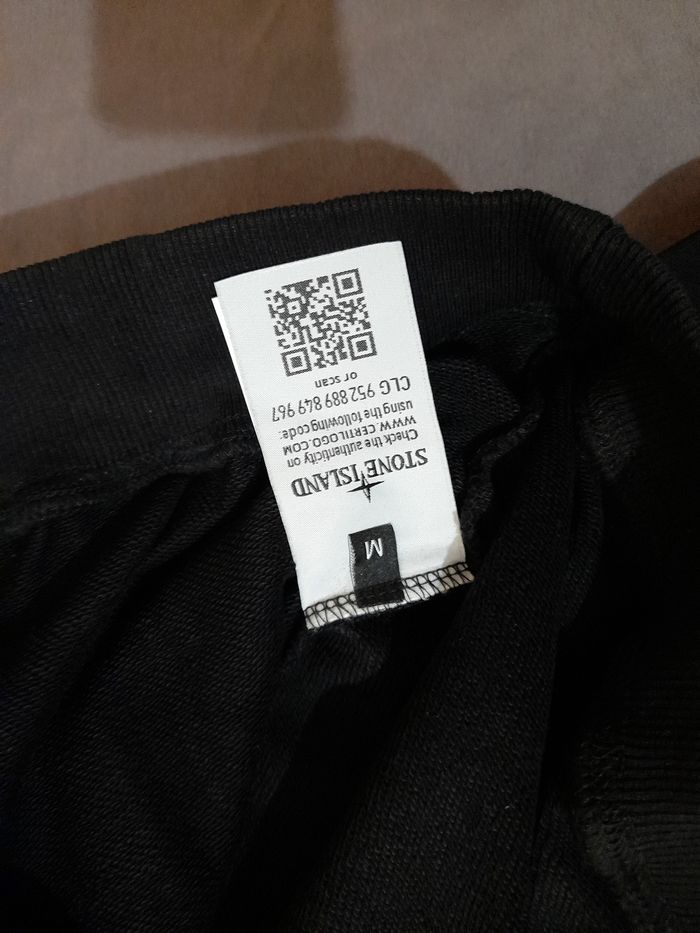 M
STONE ISLAND
Check the authenticity on
WWW.CERTILOGO.COM
using the following code:
CLG 952 889 849 967
or scan